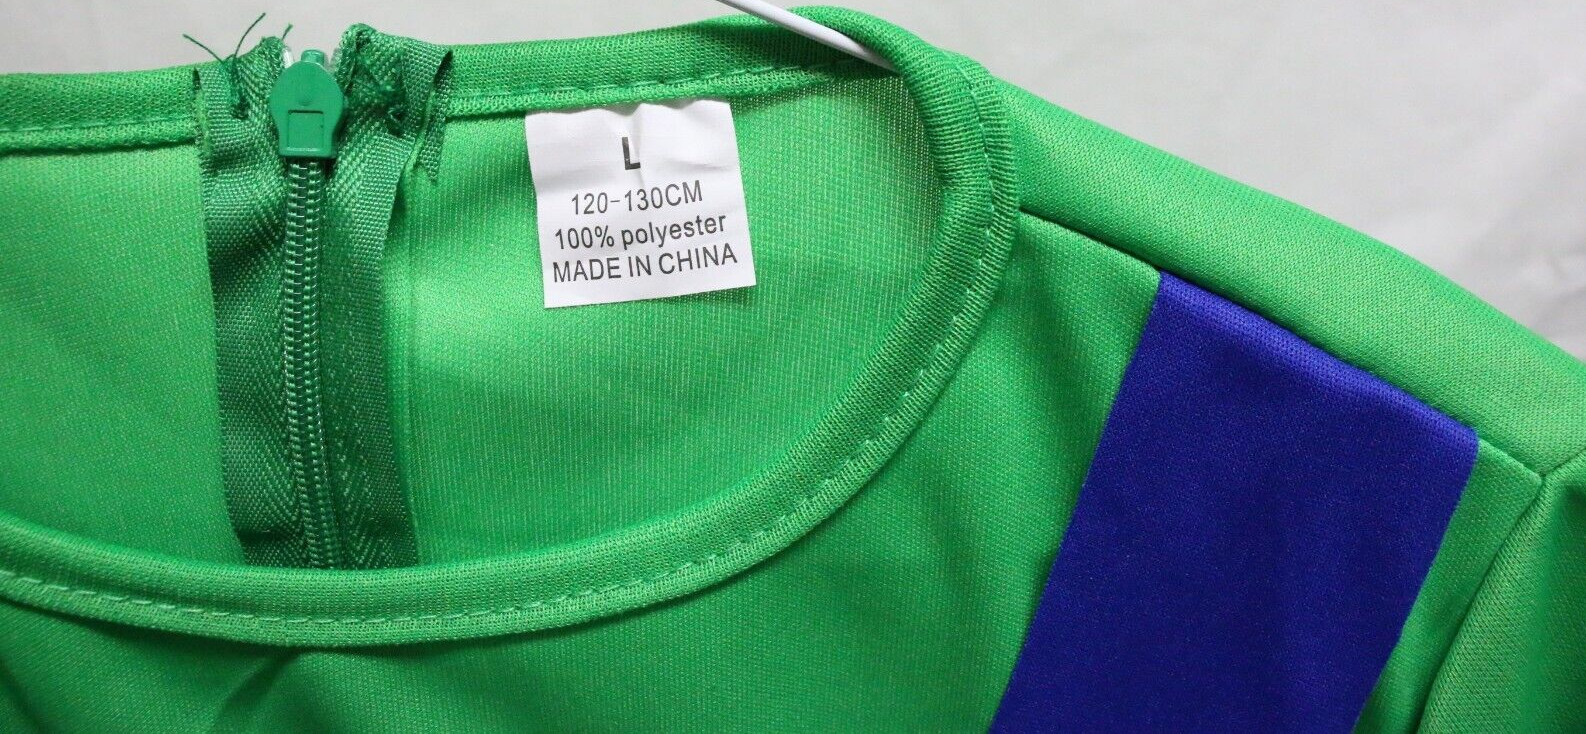 L
120-130CM
100% polyester
MADE IN CHINA